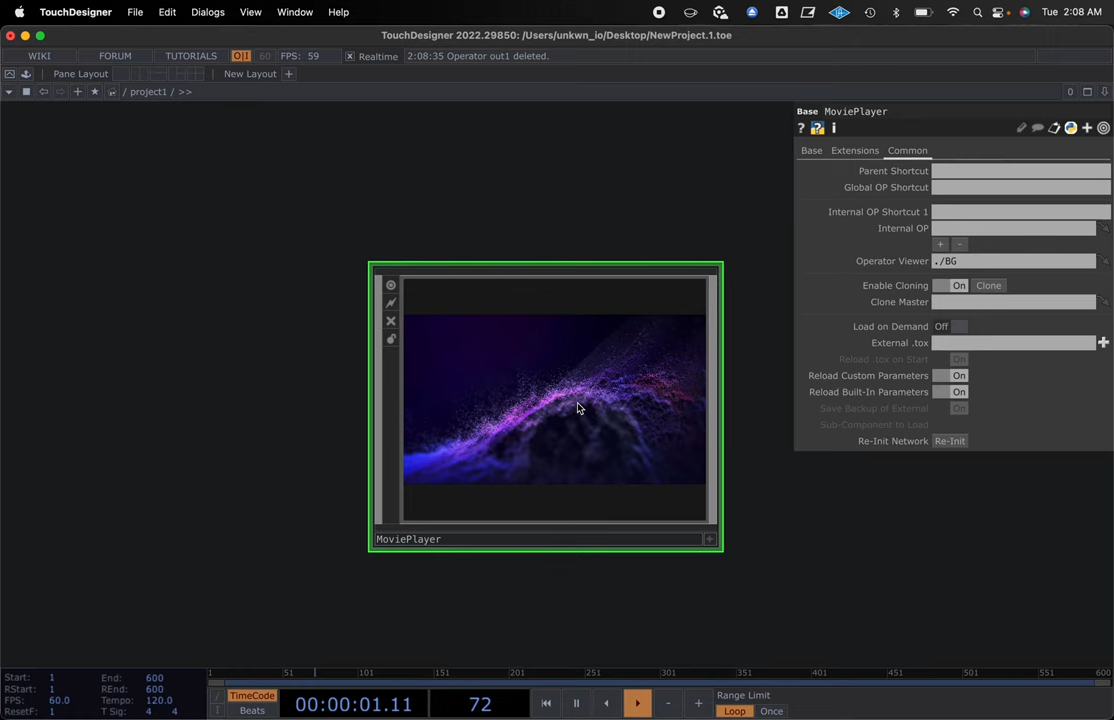 TouchDesigner File Edit Dialogs View Window Help Tue 2:08 AM
TouchDesigner 2022.29850: /Users/unkwn_io/Desktop/NewProject.1.toe
WIKI FORUM TUTORIALS O|I 60 FPS: 59 Realtime 2:08:35 Operator out1 deleted.
Pane Layout New Layout +
/ project1 / >> 0
Base MoviePlayer
? ? i
Base Extensions Common
Parent Shortcut
Global OP Shortcut
Internal OP Shortcut 1
Internal OP
+ -
Operator Viewer ./BG
Enable Cloning On Clone
Clone Master
Load on Demand Off
External .tox
Reload .tox on Start On
Reload Custom Parameters On
Reload Built-In Parameters On
Save Backup of External On
Sub-Component to Load
Re-Init Network Re-Init
MoviePlayer +
Start: 1 End: 600
RStart: 1 REnd: 600
FPS: 60.0 Tempo: 120.0
ResetF: 1 T Sig: 4 4
1 51 101 151 201 251 301 351 401 451 501 551 600
TimeCode
Beats
00:00:01.11 72
- +
Range Limit
Loop Once